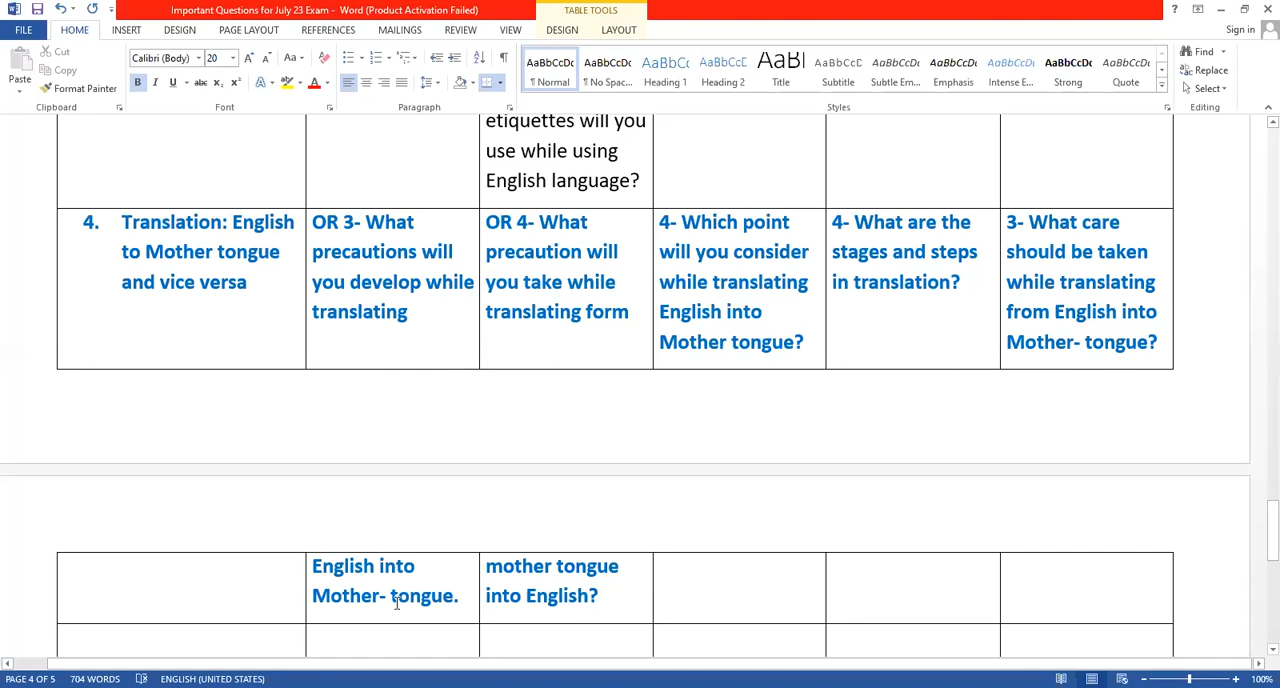 Important Questions for July 23 Exam - Word (Product Activation Failed)
TABLE TOOLS
Sign in
FILE HOME INSERT DESIGN PAGE LAYOUT REFERENCES MAILINGS REVIEW VIEW DESIGN LAYOUT
Paste
Cut
Copy
Format Painter
Clipboard
Calibri (Body) 20
Font
Paragraph
AaBbCcDc AaBbCcDc AaBbCc AaBbCcD AaBl AaBbCcD AaBbCcDc AaBbCcDc AaBbCcDc AaBbCcDc AaBbCcDc
¶ Normal ¶ No Spac... Heading 1 Heading 2 Title Subtitle Subtle Em... Emphasis Intense E... Strong Quote
Styles
Find
Replace
Select
Editing
etiquettes will you
use while using
English language?
4. Translation: English
to Mother tongue
and vice versa
OR 3- What
precautions will
you develop while
translating
OR 4- What
precaution will
you take while
translating form
4- Which point
will you consider
while translating
English into
Mother tongue?
4- What are the
stages and steps
in translation?
3- What care
should be taken
while translating
from English into
Mother- tongue?
English into
Mother- tongue.
mother tongue
into English?
PAGE 4 OF 5 704 WORDS ENGLISH (UNITED STATES) 100%